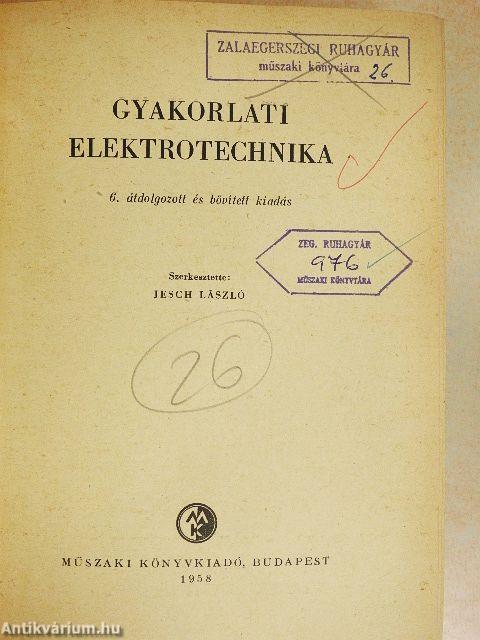 ZALAEGERSZEGI RUHAGYÁR
műszaki könyvtára 26.
GYAKORLATI
ELEKTROTECHNIKA
6. átdolgozott és bővített kiadás
ZEG. RUHAGYÁR
976
MŰSZAKI KÖNYVTÁRA
Szerkesztette:
JESCH LÁSZLÓ
26
MK
MŰSZAKI KÖNYVKIADÓ, BUDAPEST
1958
Antikvárium.hu